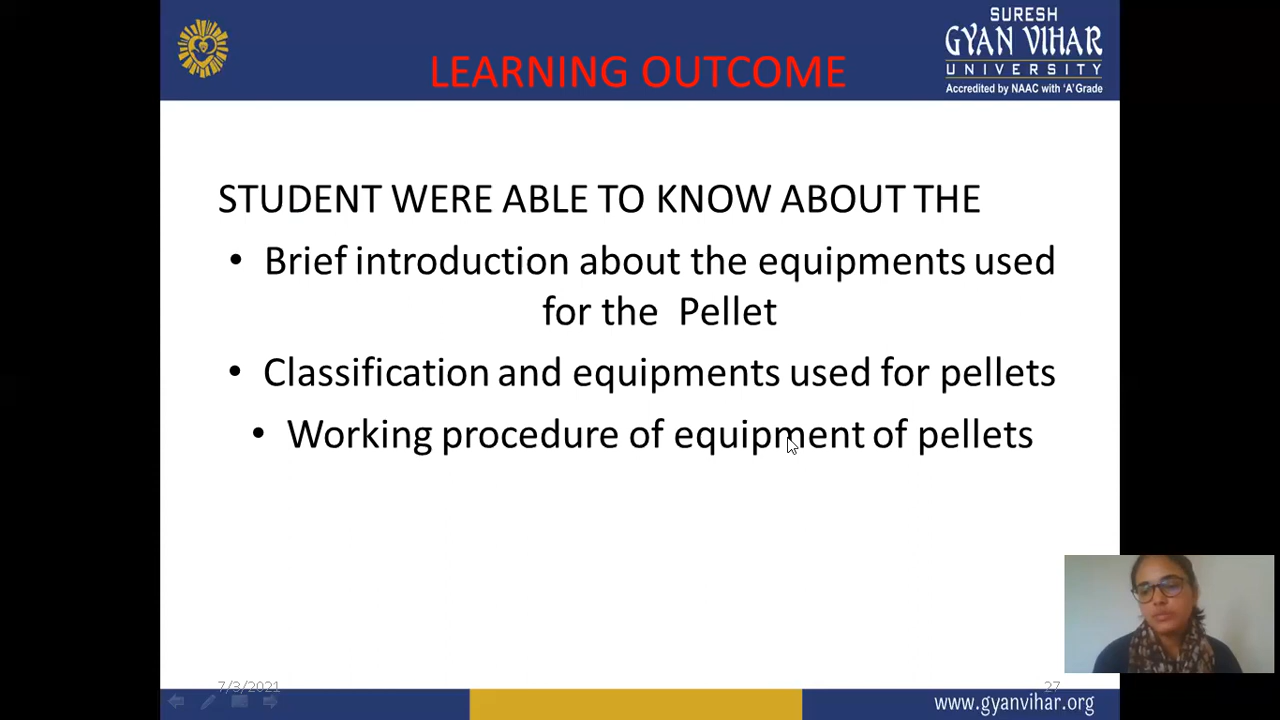 SURESH
GYAN VIHAR
UNIVERSITY
Accredited by NAAC with 'A' Grade
LEARNING OUTCOME
STUDENT WERE ABLE TO KNOW ABOUT THE
• Brief introduction about the equipments used
for the Pellet
• Classification and equipments used for pellets
• Working procedure of equipment of pellets
7/3/2021
27
www.gyanvihar.org